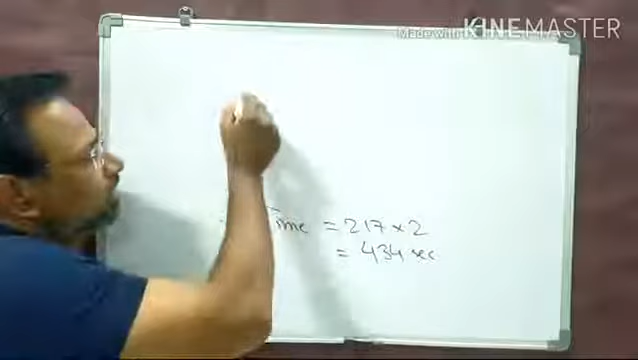 Made with KINEMASTER
Time = 217 × 2
= 434 sec